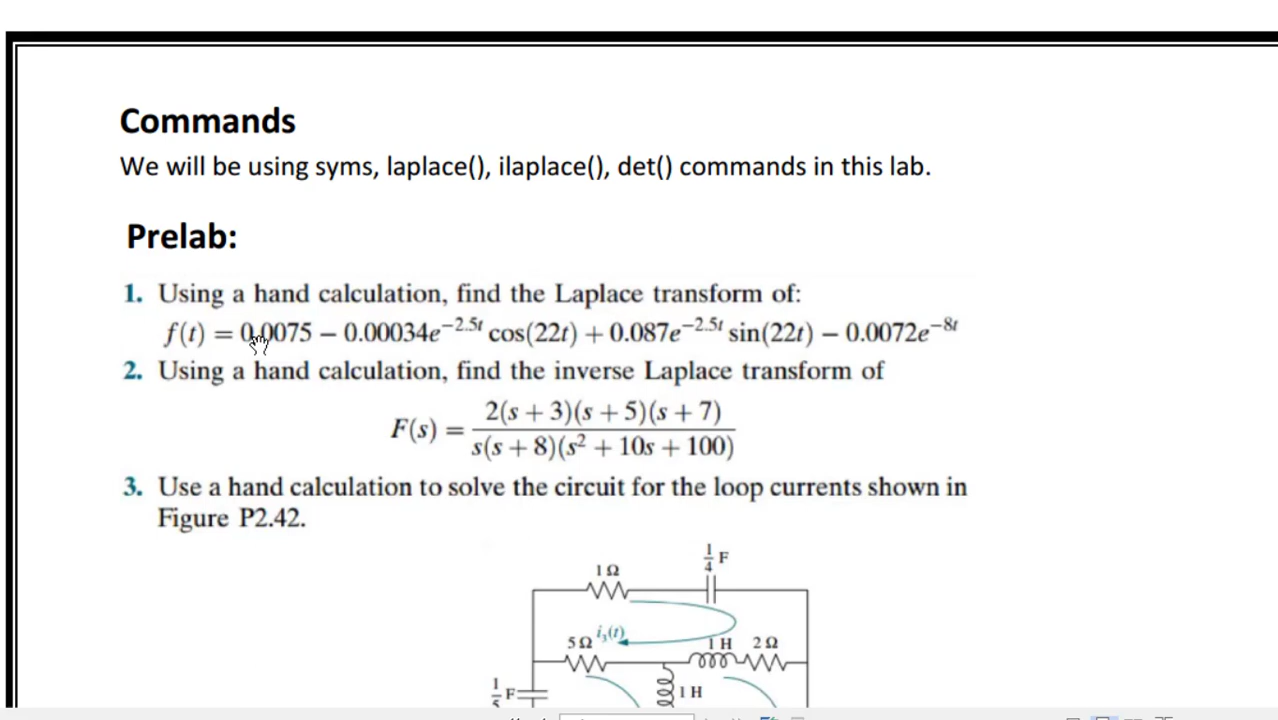 Commands
We will be using syms, laplace(), ilaplace(), det() commands in this lab.
Prelab:
1. Using a hand calculation, find the Laplace transform of:
f(t) = 0.0075 − 0.00034e^−2.5t cos(22t) + 0.087e^−2.5t sin(22t) − 0.0072e^−8t
2. Using a hand calculation, find the inverse Laplace transform of
F(s) = 2(s + 3)(s + 5)(s + 7) / s(s + 8)(s² + 10s + 100)
3. Use a hand calculation to solve the circuit for the loop currents shown in
Figure P2.42.
1 Ω 1/4 F
5 Ω i3(t) 1 H 2 Ω
1/5 F 1 H